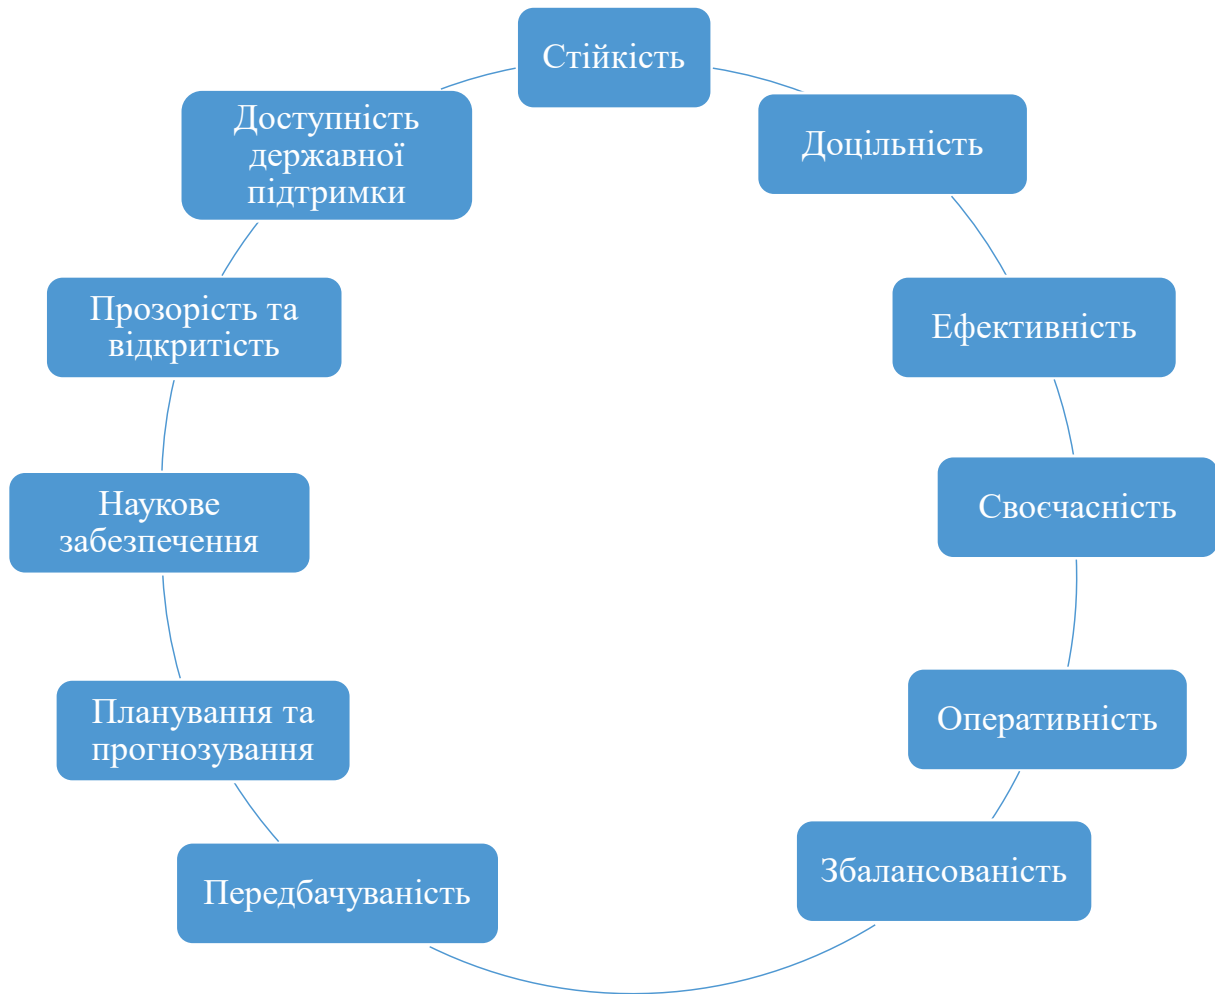 Стійкість
Доцільність
Ефективність
Своєчасність
Оперативність
Збалансованість
Передбачуваність
Планування та
прогнозування
Наукове
забезпечення
Прозорість та
відкритість
Доступність
державної
підтримки